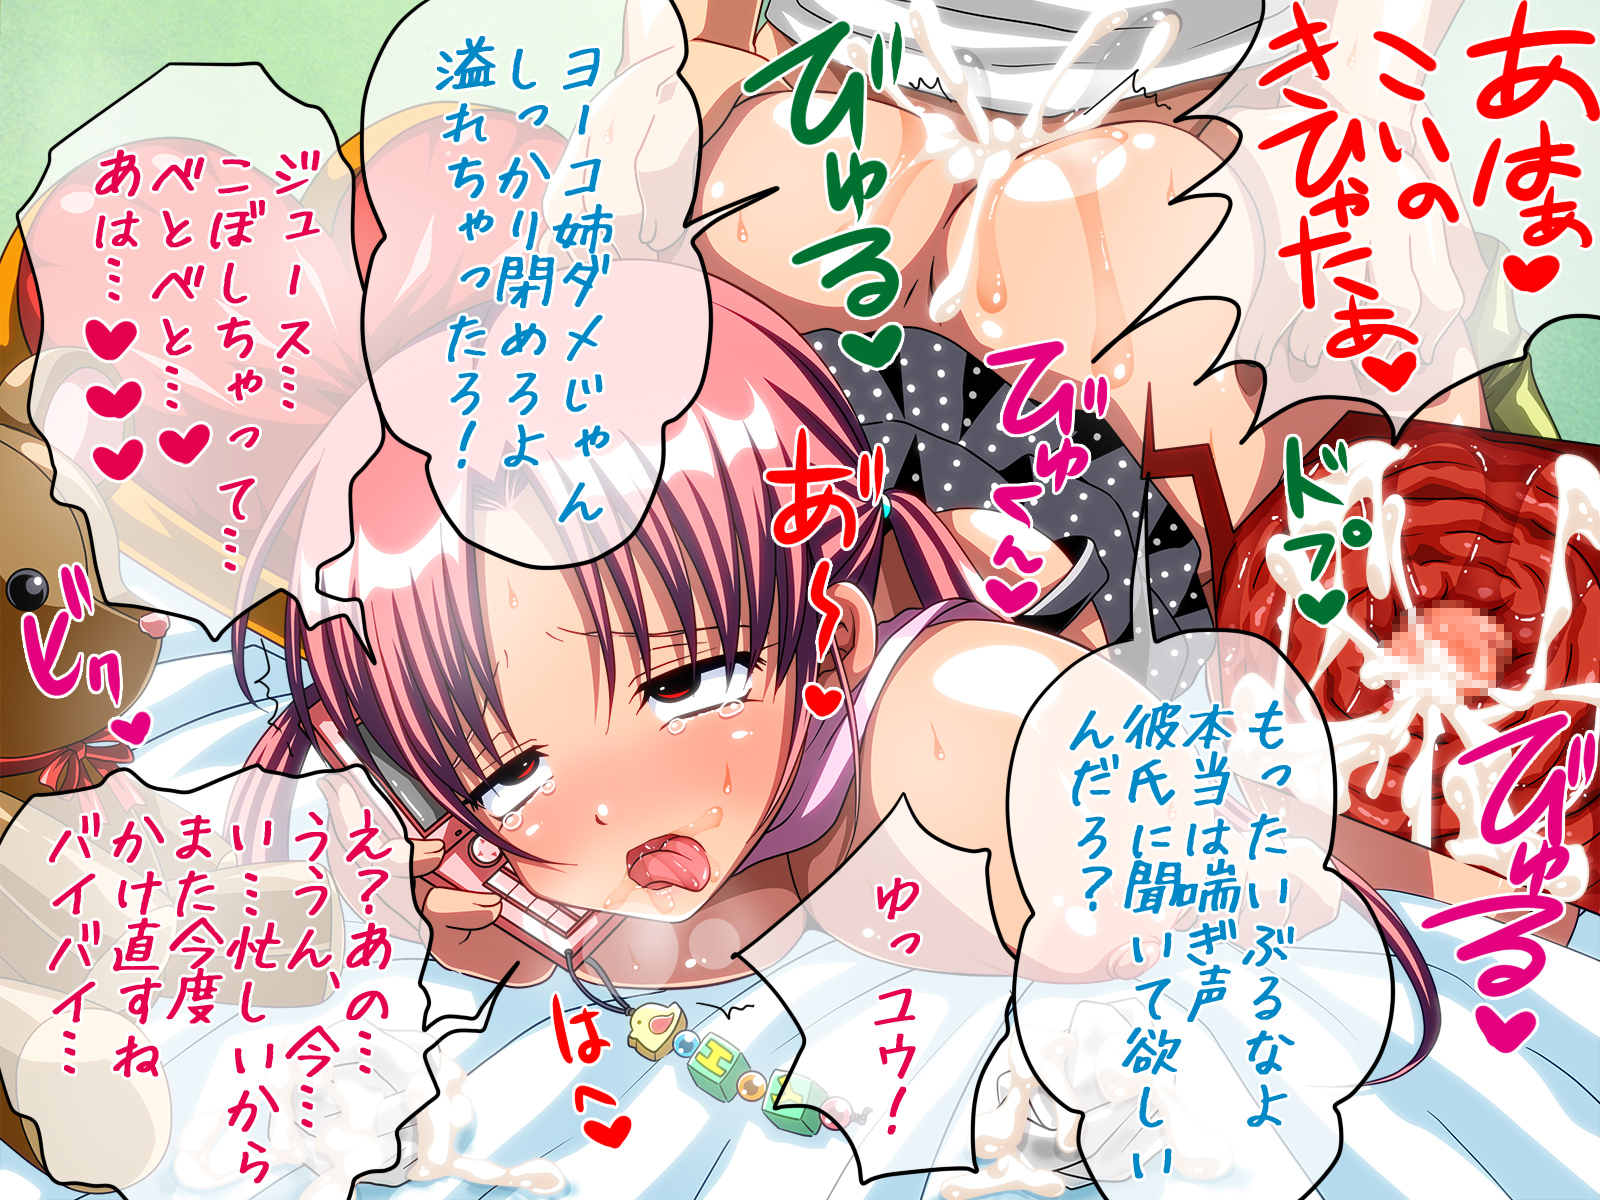 あはぁ♥
こいの
きひゃたぁ♥
びゅる♥
ヨーコ姉ダメじゃん
しっかり閉めろよ
溢れちゃったろ！
ジュース…
こぼしちゃって…
べとべと…♥
あは…♥♥♥
びゅくん♥
あ゛～♥
ドプ♥
ビクッ♥
もったいぶるなよ
本当は喘ぎ声
彼氏に聞いて欲しい
んだろ？
びゅる♥
ゆっユウ！
え？あの…
ううん、今…
い…忙しいから
また今度
かけ直すね
バイバイ…
はへ♥
H